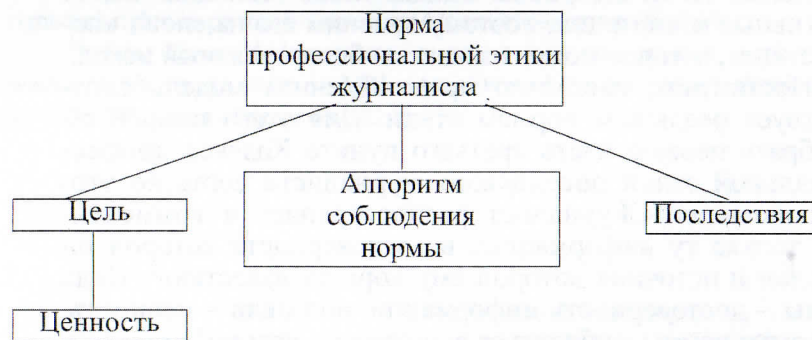 Норма
профессиональной этики
журналиста
Цель
Алгоритм
соблюдения
нормы
Последствия
Ценность